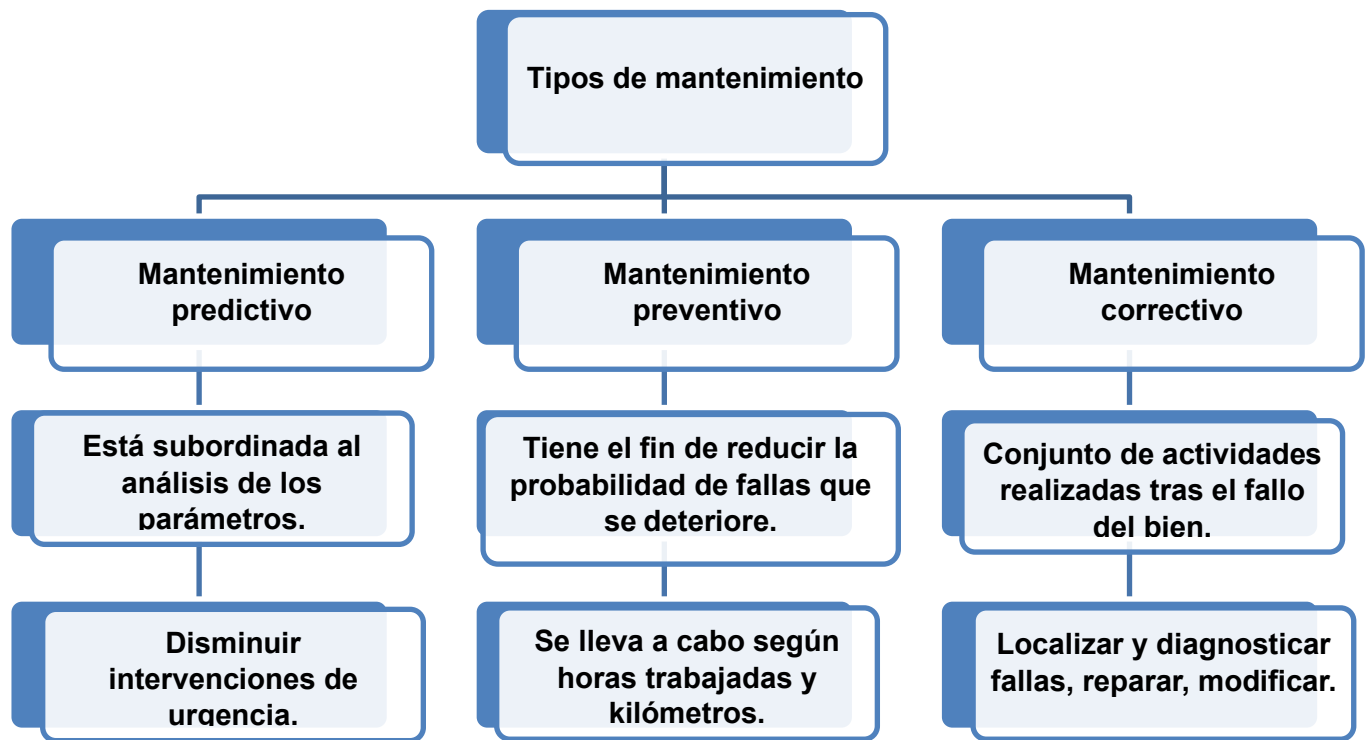 Tipos de mantenimiento
Mantenimiento
predictivo
Mantenimiento
preventivo
Mantenimiento
correctivo
Está subordinada al
análisis de los
parámetros.
Tiene el fin de reducir la
probabilidad de fallas que
se deteriore.
Conjunto de actividades
realizadas tras el fallo
del bien.
Disminuir
intervenciones de
urgencia.
Se lleva a cabo según
horas trabajadas y
kilómetros.
Localizar y diagnosticar
fallas, reparar, modificar.